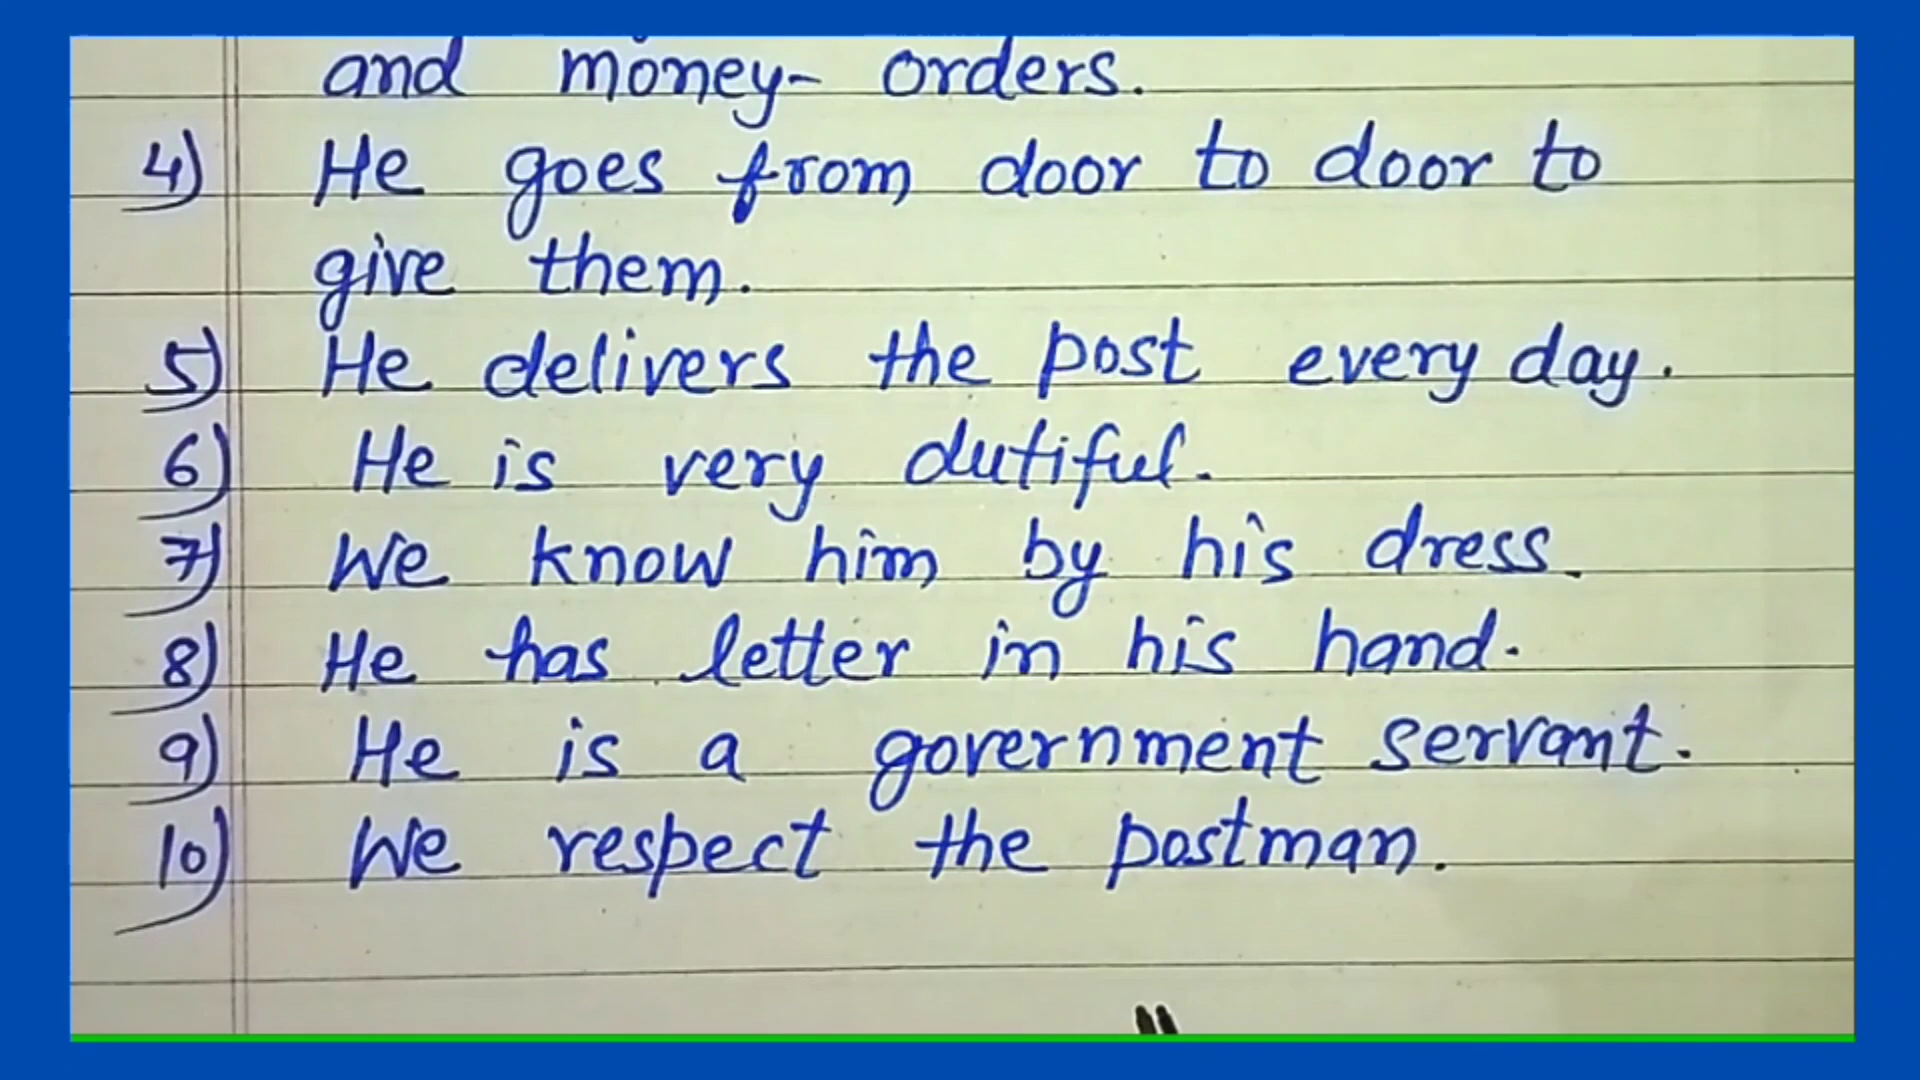 and money- orders.
4) He goes from door to door to
give them.
5) He delivers the post every day.
6) He is very dutiful.
7) We know him by his dress.
8) He has letter in his hand.
9) He is a government servant.
10) We respect the postman.